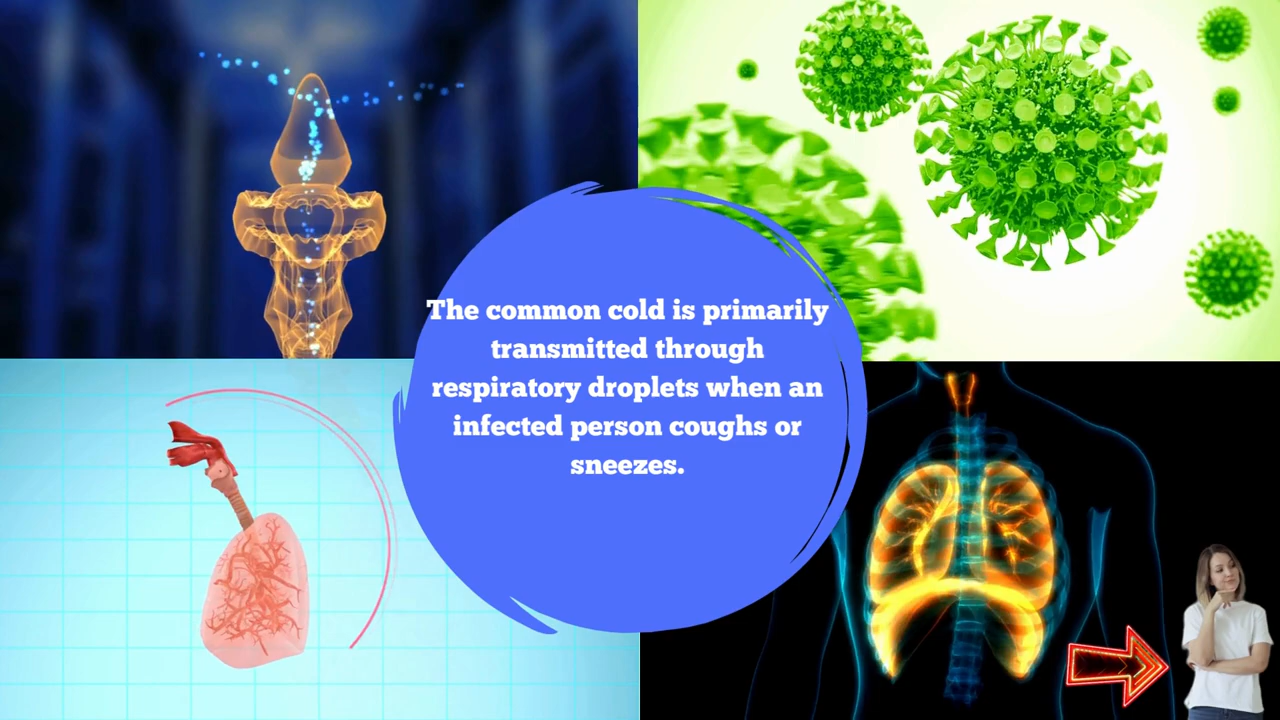 The common cold is primarily
transmitted through
respiratory droplets when an
infected person coughs or
sneezes.